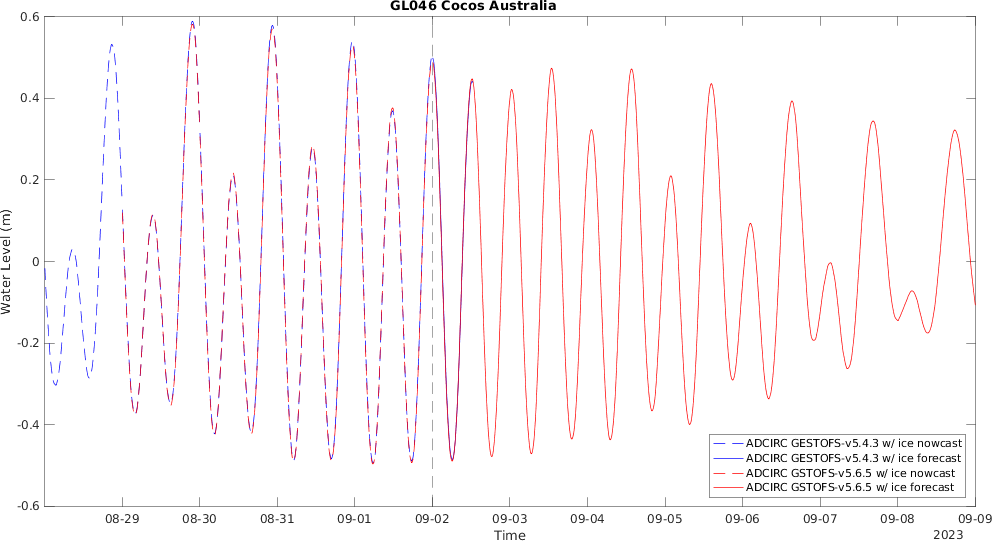 GL046 Cocos Australia
0.6
0.4
0.2
0
-0.2
-0.4
-0.6
Water Level (m)
ADCIRC GESTOFS-v5.4.3 w/ ice nowcast
ADCIRC GESTOFS-v5.4.3 w/ ice forecast
ADCIRC GSTOFS-v5.6.5 w/ ice nowcast
ADCIRC GSTOFS-v5.6.5 w/ ice forecast
08-29 08-30 08-31 09-01 09-02 09-03 09-04 09-05 09-06 09-07 09-08 09-09
Time
2023